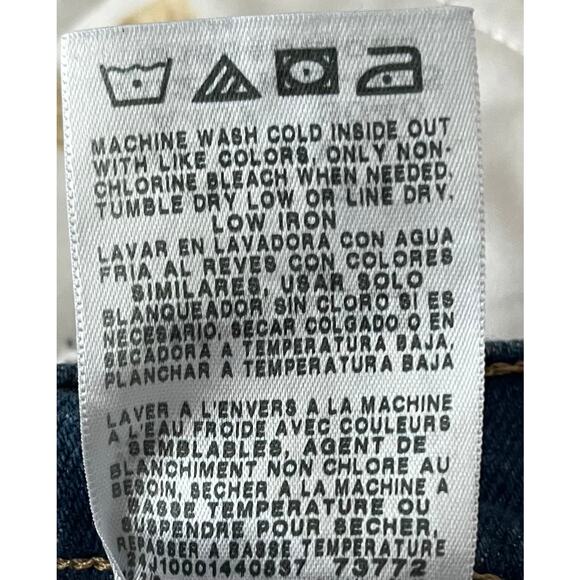 MACHINE WASH COLD INSIDE OUT
WITH LIKE COLORS, ONLY NON-
CHLORINE BLEACH WHEN NEEDED.
TUMBLE DRY LOW OR LINE DRY.
LOW IRON
LAVAR EN LAVADORA CON AGUA
FRIA AL REVES CON COLORES
SIMILARES, USAR SOLO
BLANQUEADOR SIN CLORO SI ES
NECESARIO, SECAR COLGADO O EN
SECADORA A TEMPERATURA BAJA,
PLANCHAR A TEMPERATURA BAJA
LAVER A L'ENVERS A LA MACHINE
A L'EAU FROIDE AVEC COULEURS
SEMBLABLES, AGENT DE
BLANCHIMENT NON CHLORE AU
BESOIN, SECHER A LA MACHINE A
BASSE TEMPERATURE OU
SUSPENDRE POUR SECHER,
REPASSER A BASSE TEMPERATURE
73772